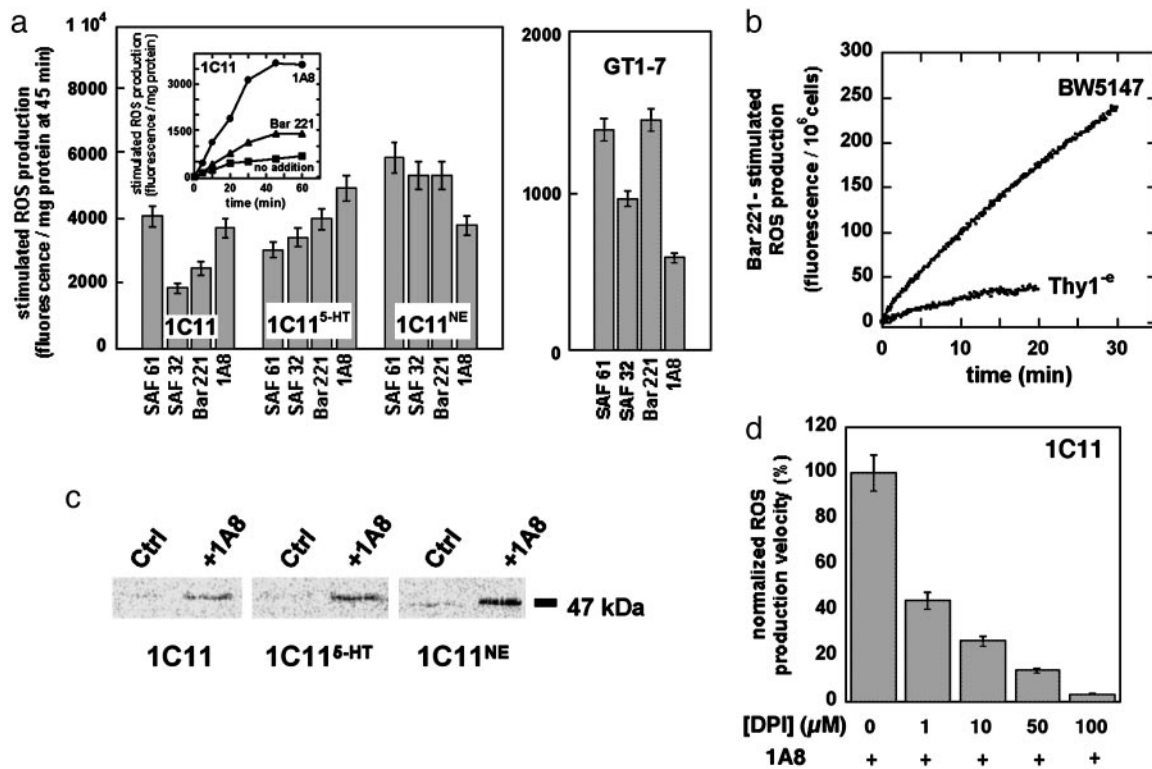 a
stimulated ROS production
(fluorescence / mg protein at 45 min)
1 10⁴
8000
6000
4000
2000
0
stimulated ROS production
(fluorescence / mg protein)
3000
1500
0
1C11
1A8
Bar 221
no addition
0 20 40 60
time (min)
1C11
1C11⁵⁻ᴴᵀ
1C11ᴺᴱ
SAF 61
SAF 32
Bar 221
1A8
SAF 61
SAF 32
Bar 221
1A8
SAF 61
SAF 32
Bar 221
1A8
2000
1000
0
GT1-7
SAF 61
SAF 32
Bar 221
1A8
b
Bar 221- stimulated
ROS production
(fluorescence / 10⁶ cells)
300
250
200
150
100
50
0
BW5147
Thy1⁻ᵉ
0 10 20 30
time (min)
c
Ctrl +1A8 Ctrl +1A8 Ctrl +1A8
47 kDa
1C11 1C11⁵⁻ᴴᵀ 1C11ᴺᴱ
d
normalized ROS
production velocity (%)
120
100
80
60
40
20
0
1C11
[DPI] (µM) 0 1 10 50 100
1A8 + + + + +